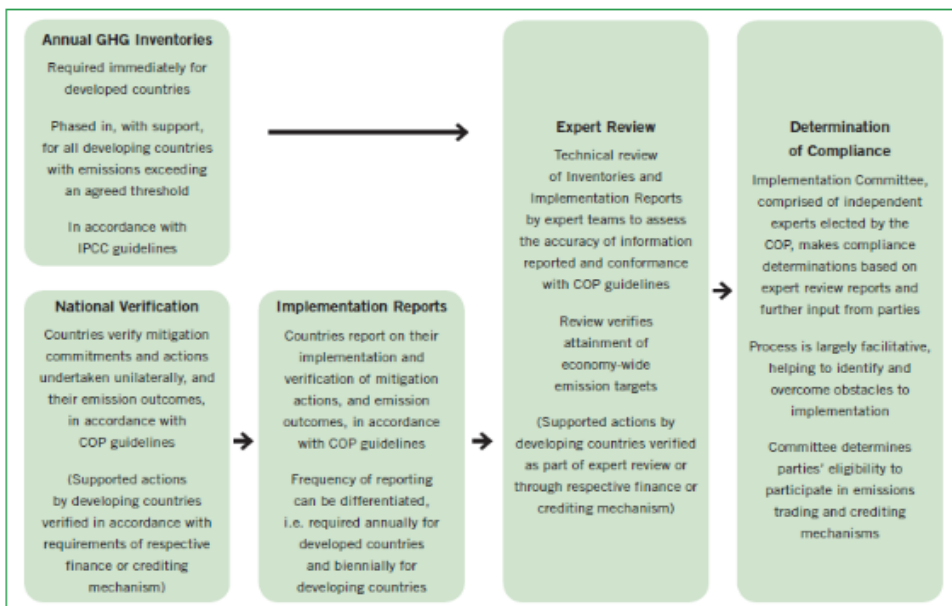 Annual GHG Inventories
Required immediately for
developed countries
Phased in, with support,
for all developing countries
with emissions exceeding
an agreed threshold
In accordance with
IPCC guidelines
National Verification
Countries verify mitigation
commitments and actions
undertaken unilaterally, and
their emission outcomes,
in accordance with
COP guidelines
(Supported actions
by developing countries
verified in accordance with
requirements of respective
finance or crediting
mechanism)
Implementation Reports
Countries report on their
implementation and
verification of mitigation
actions, and emission
outcomes, in accordance
with COP guidelines
Frequency of reporting
can be differentiated,
i.e. required annually for
developed countries
and biennially for
developing countries
Expert Review
Technical review
of Inventories and
Implementation Reports
by expert teams to assess
the accuracy of information
reported and conformance
with COP guidelines
Review verifies
attainment of
economy-wide
emission targets
(Supported actions by
developing countries verified
as part of expert review or
through respective finance or
crediting mechanism)
Determination
of Compliance
Implementation Committee,
comprised of independent
experts elected by the
COP, makes compliance
determinations based on
expert review reports and
further input from parties
Process is largely facilitative,
helping to identify and
overcome obstacles to
implementation
Committee determines
parties' eligibility to
participate in emissions
trading and crediting
mechanisms